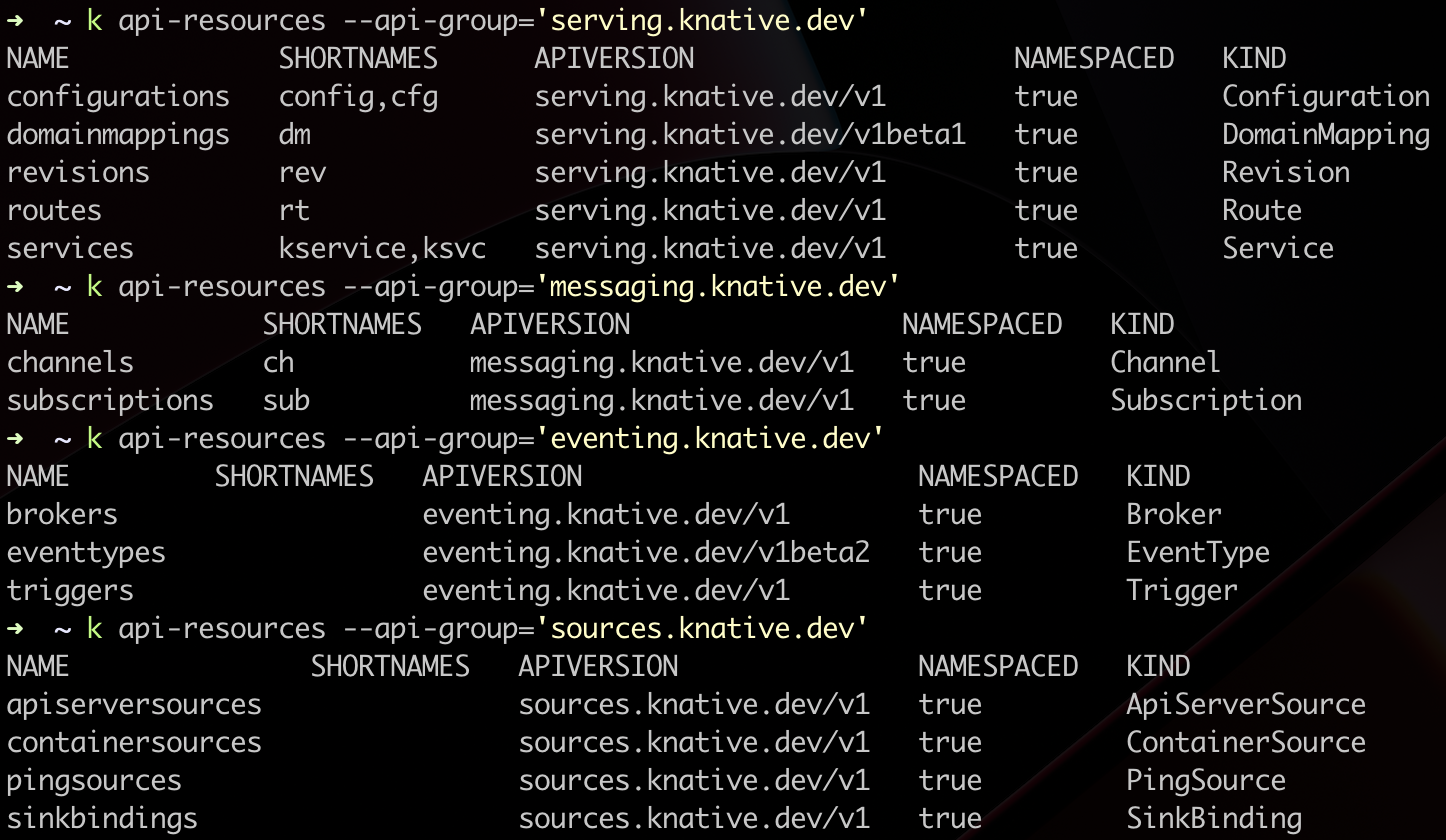 ➜  ~ k api-resources --api-group='serving.knative.dev'
NAME             SHORTNAMES      APIVERSION                    NAMESPACED   KIND
configurations   config,cfg      serving.knative.dev/v1        true         Configuration
domainmappings   dm              serving.knative.dev/v1beta1   true         DomainMapping
revisions        rev             serving.knative.dev/v1        true         Revision
routes           rt              serving.knative.dev/v1        true         Route
services         kservice,ksvc   serving.knative.dev/v1        true         Service
➜  ~ k api-resources --api-group='messaging.knative.dev'
NAME            SHORTNAMES   APIVERSION                 NAMESPACED   KIND
channels        ch           messaging.knative.dev/v1   true         Channel
subscriptions   sub          messaging.knative.dev/v1   true         Subscription
➜  ~ k api-resources --api-group='eventing.knative.dev'
NAME         SHORTNAMES   APIVERSION                     NAMESPACED   KIND
brokers                   eventing.knative.dev/v1        true         Broker
eventtypes                eventing.knative.dev/v1beta2   true         EventType
triggers                  eventing.knative.dev/v1        true         Trigger
➜  ~ k api-resources --api-group='sources.knative.dev'
NAME               SHORTNAMES   APIVERSION               NAMESPACED   KIND
apiserversources                sources.knative.dev/v1   true         ApiServerSource
containersources                sources.knative.dev/v1   true         ContainerSource
pingsources                     sources.knative.dev/v1   true         PingSource
sinkbindings                    sources.knative.dev/v1   true         SinkBinding